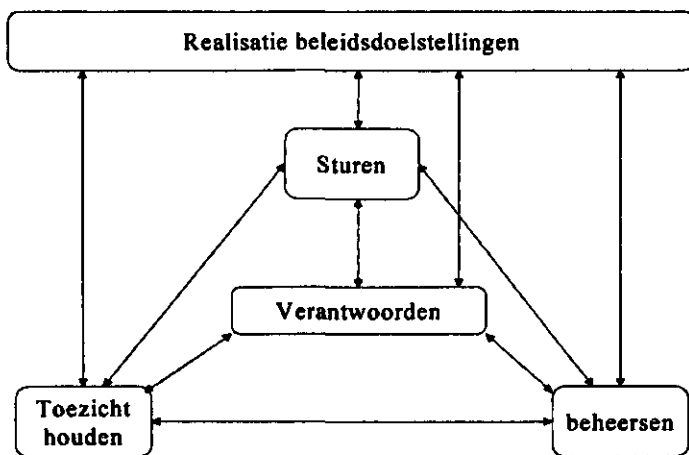 Realisatie beleidsdoelstellingen
Sturen
Verantwoorden
Toezicht
houden
beheersen